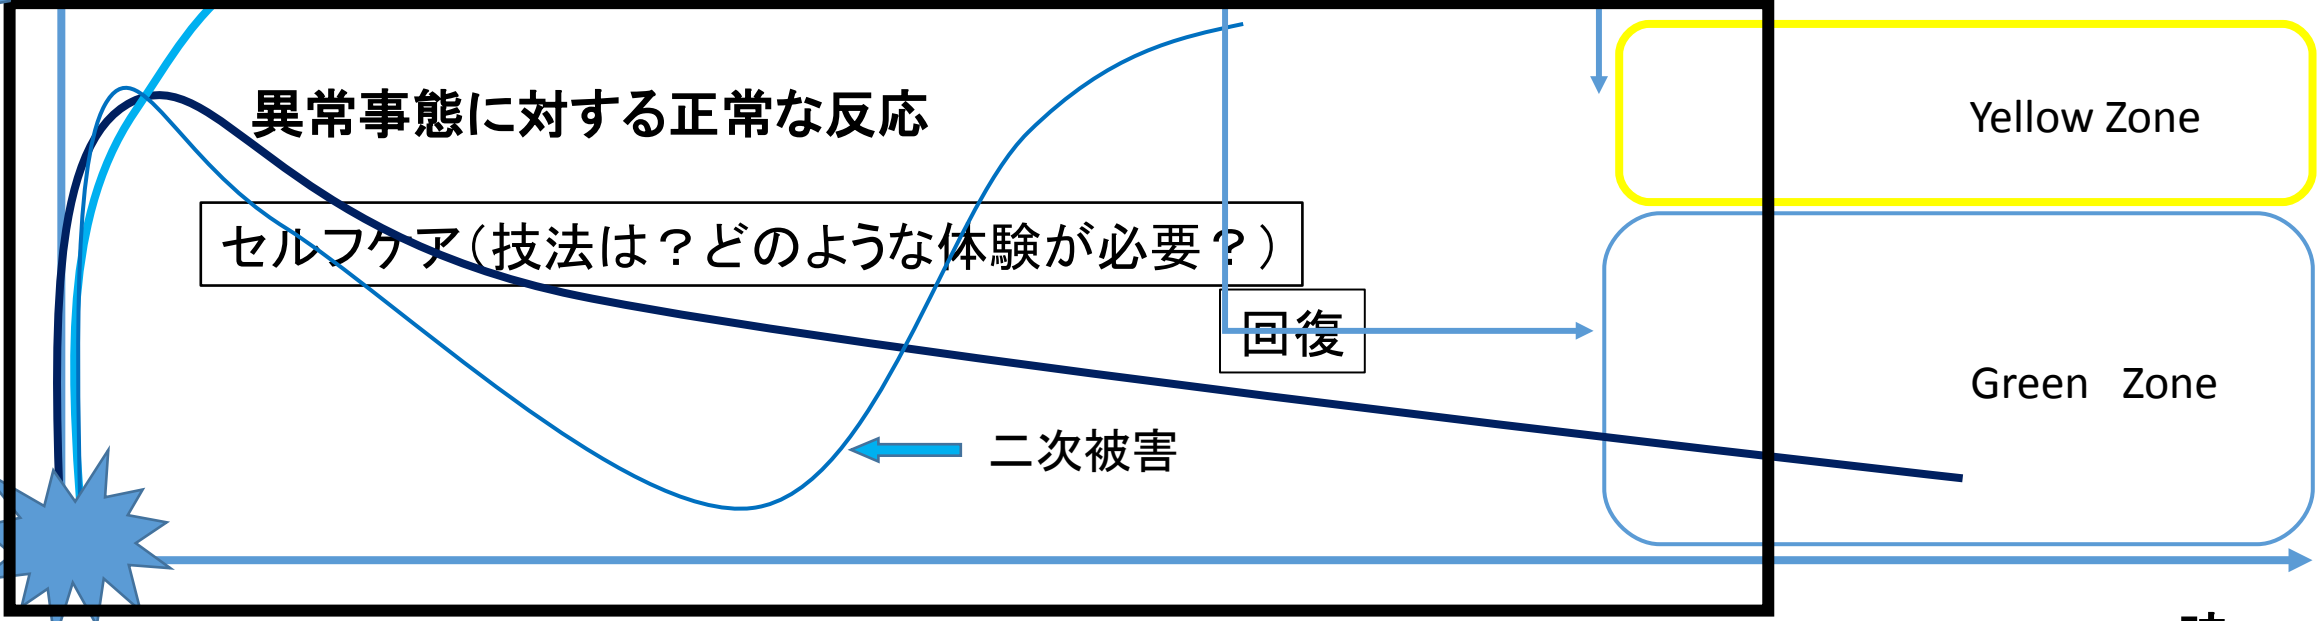 異常事態に対する正常な反応
Yellow Zone
セルフケア（技法は？どのような体験が必要？）
回復
Green Zone
二次被害